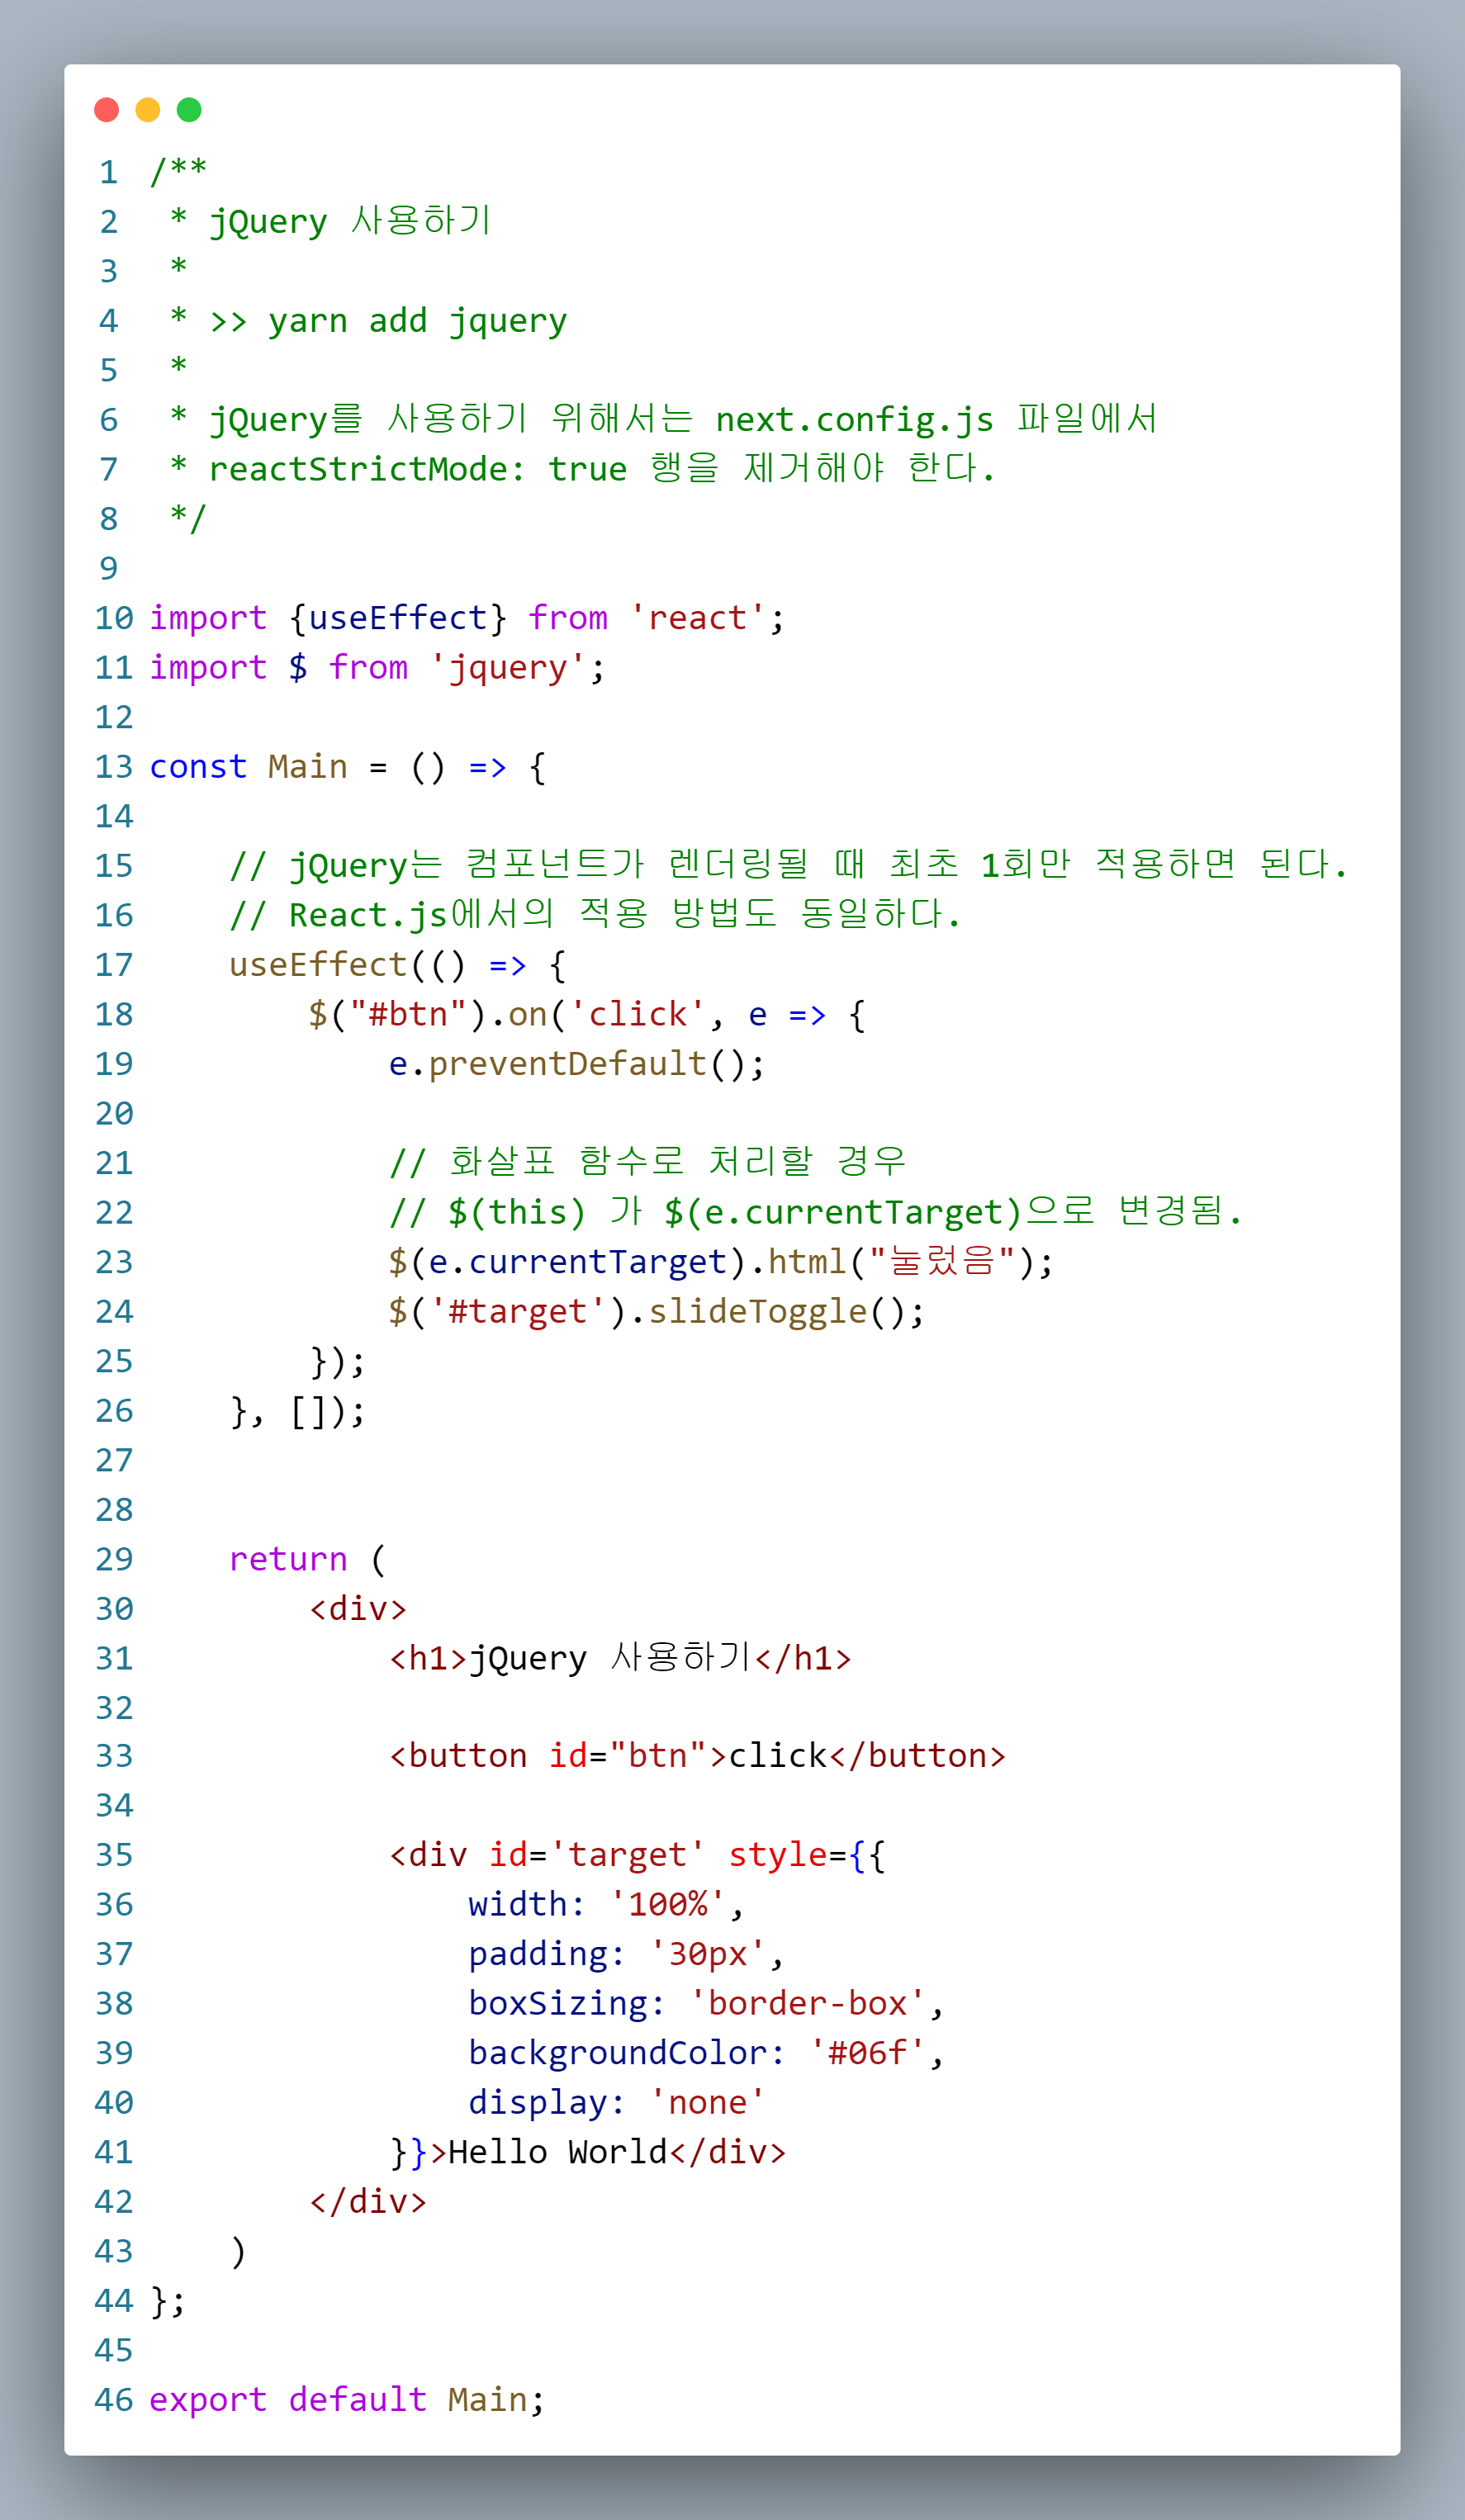 1 /**
2  * jQuery 사용하기
3  *
4  * >> yarn add jquery
5  *
6  * jQuery를 사용하기 위해서는 next.config.js 파일에서
7  * reactStrictMode: true 행을 제거해야 한다.
8  */
9
10 import {useEffect} from 'react';
11 import $ from 'jquery';
12
13 const Main = () => {
14
15     // jQuery는 컴포넌트가 렌더링될 때 최초 1회만 적용하면 된다.
16     // React.js에서의 적용 방법도 동일하다.
17     useEffect(() => {
18         $("#btn").on('click', e => {
19             e.preventDefault();
20
21             // 화살표 함수로 처리할 경우
22             // $(this) 가 $(e.currentTarget)으로 변경됨.
23             $(e.currentTarget).html("눌렀음");
24             $('#target').slideToggle();
25         });
26     }, []);
27
28
29     return (
30         <div>
31             <h1>jQuery 사용하기</h1>
32
33             <button id="btn">click</button>
34
35             <div id='target' style={{
36                 width: '100%',
37                 padding: '30px',
38                 boxSizing: 'border-box',
39                 backgroundColor: '#06f',
40                 display: 'none'
41             }}>Hello World</div>
42         </div>
43     )
44 };
45
46 export default Main;